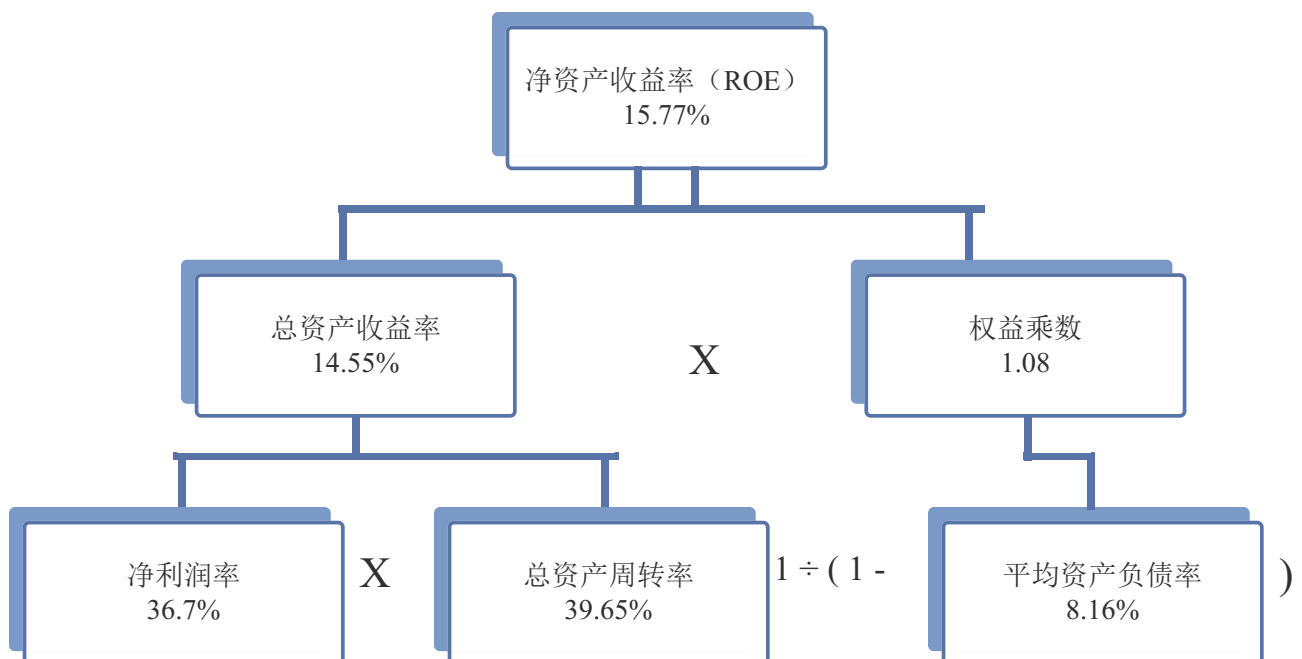 净资产收益率（ROE）
15.77%
总资产收益率
14.55%
X
权益乘数
1.08
净利润率
36.7%
X
总资产周转率
39.65%
1 ÷ ( 1 -
平均资产负债率
8.16%
)